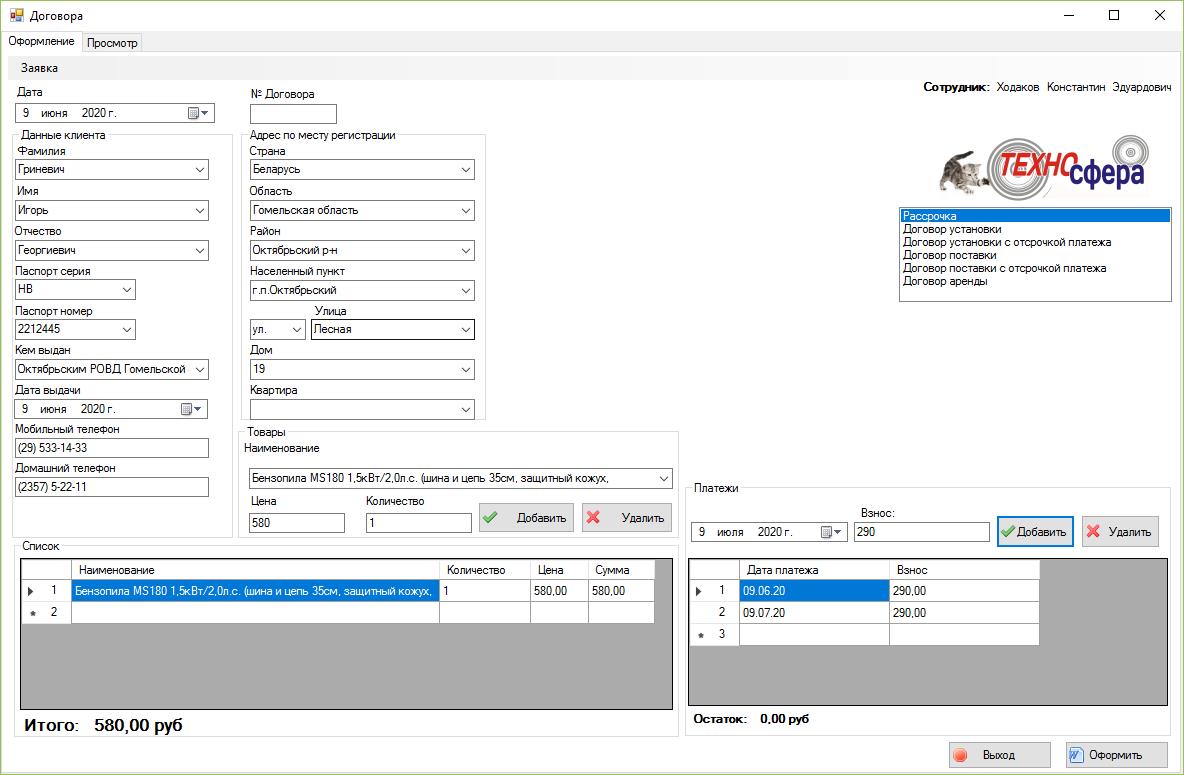 Договора
Оформление
Просмотр
Заявка
Сотрудник: Ходаков Константин Эдуардович
Дата
9 июня 2020 г.
№ Договора
Данные клиента
Фамилия
Гриневич
Имя
Игорь
Отчество
Георгиевич
Паспорт серия
НВ
Паспорт номер
2212445
Кем выдан
Октябрьским РОВД Гомельской
Дата выдачи
9 июня 2020 г.
Мобильный телефон
(29) 533-14-33
Домашний телефон
(2357) 5-22-11
Адрес по месту регистрации
Страна
Беларусь
Область
Гомельская область
Район
Октябрьский р-н
Населенный пункт
г.п.Октябрьский
Улица
ул. Лесная
Дом
19
Квартира
ТЕХНО
сфера
Рассрочка
Договор установки
Договор установки с отсрочкой платежа
Договор поставки
Договор поставки с отсрочкой платежа
Договор аренды
Товары
Наименование
Бензопила MS180 1,5кВт/2,0л.с. (шина и цепь 35см, защитный кожух,
Цена Количество
580 1 Добавить Удалить
Список
Наименование Количество Цена Сумма
1 Бензопила MS180 1,5кВт/2,0л.с. (шина и цепь 35см, защитный кожух, 1 580,00 580,00
* 2
Итого: 580,00 руб
Платежи
Взнос:
9 июля 2020 г. 290 Добавить Удалить
Дата платежа Взнос
1 09.06.20 290,00
2 09.07.20 290,00
* 3
Остаток: 0,00 руб
Выход Оформить